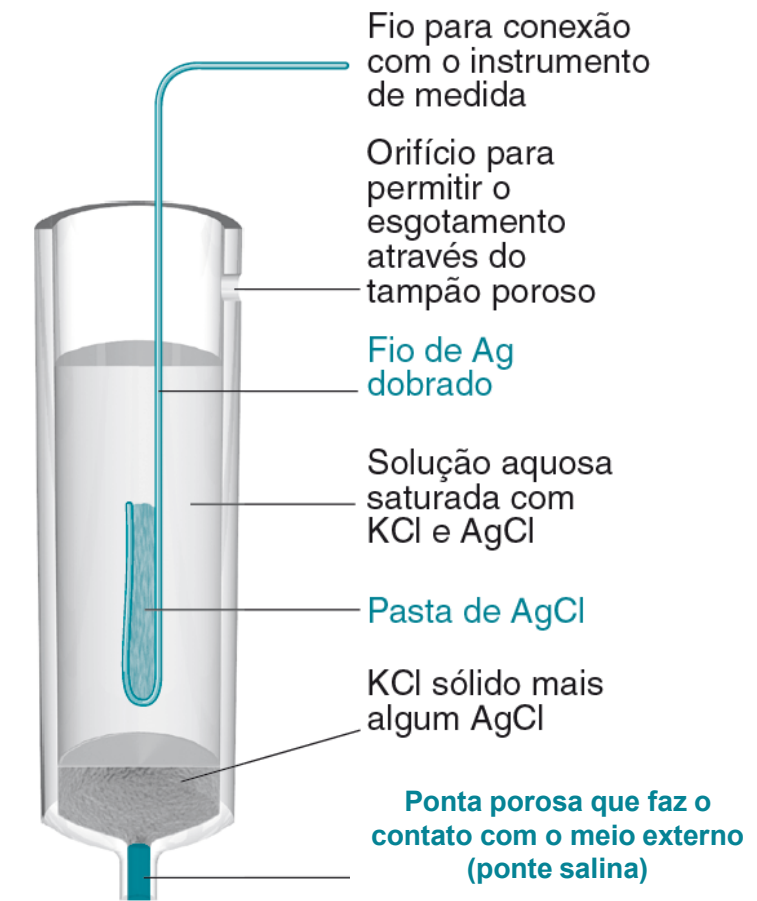 Fio para conexão
com o instrumento
de medida
Orifício para
permitir o
esgotamento
através do
tampão poroso
Fio de Ag
dobrado
Solução aquosa
saturada com
KCl e AgCl
Pasta de AgCl
KCl sólido mais
algum AgCl
Ponta porosa que faz o
contato com o meio externo
(ponte salina)